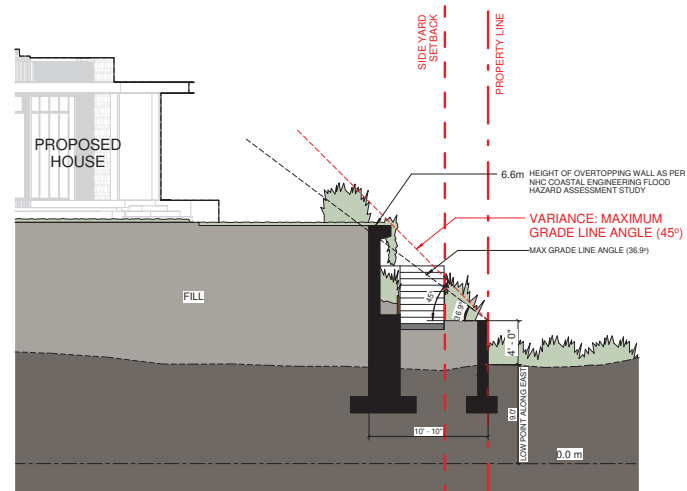 SIDE YARD
SETBACK
PROPERTY LINE
PROPOSED
HOUSE
6.6m
HEIGHT OF OVERTOPPING WALL AS PER
NHC COASTAL ENGINEERING FLOOD
HAZARD ASSESSMENT STUDY
VARIANCE: MAXIMUM
GRADE LINE ANGLE (45º)
MAX GRADE LINE ANGLE (36.9º)
FILL
45°
36.9°
4' - 0"
LOW POINT ALONG EAST
9.0'
10' - 10"
0.0 m